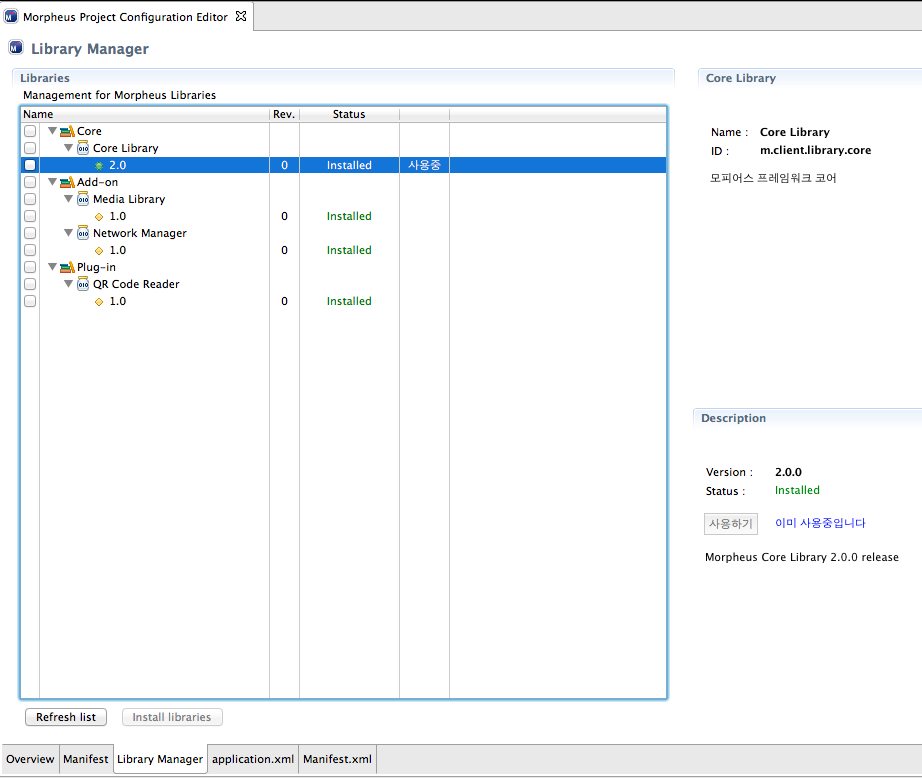 Morpheus Project Configuration Editor
Library Manager
Libraries
Management for Morpheus Libraries
Name Rev. Status
Core
Core Library
2.0 0 Installed 사용중
Add-on
Media Library
1.0 0 Installed
Network Manager
1.0 0 Installed
Plug-in
QR Code Reader
1.0 0 Installed
Refresh list Install libraries
Core Library
Name : Core Library
ID : m.client.library.core
모피어스 프레임워크 코어
Description
Version : 2.0.0
Status : Installed
사용하기 이미 사용중입니다
Morpheus Core Library 2.0.0 release
Overview Manifest Library Manager application.xml Manifest.xml